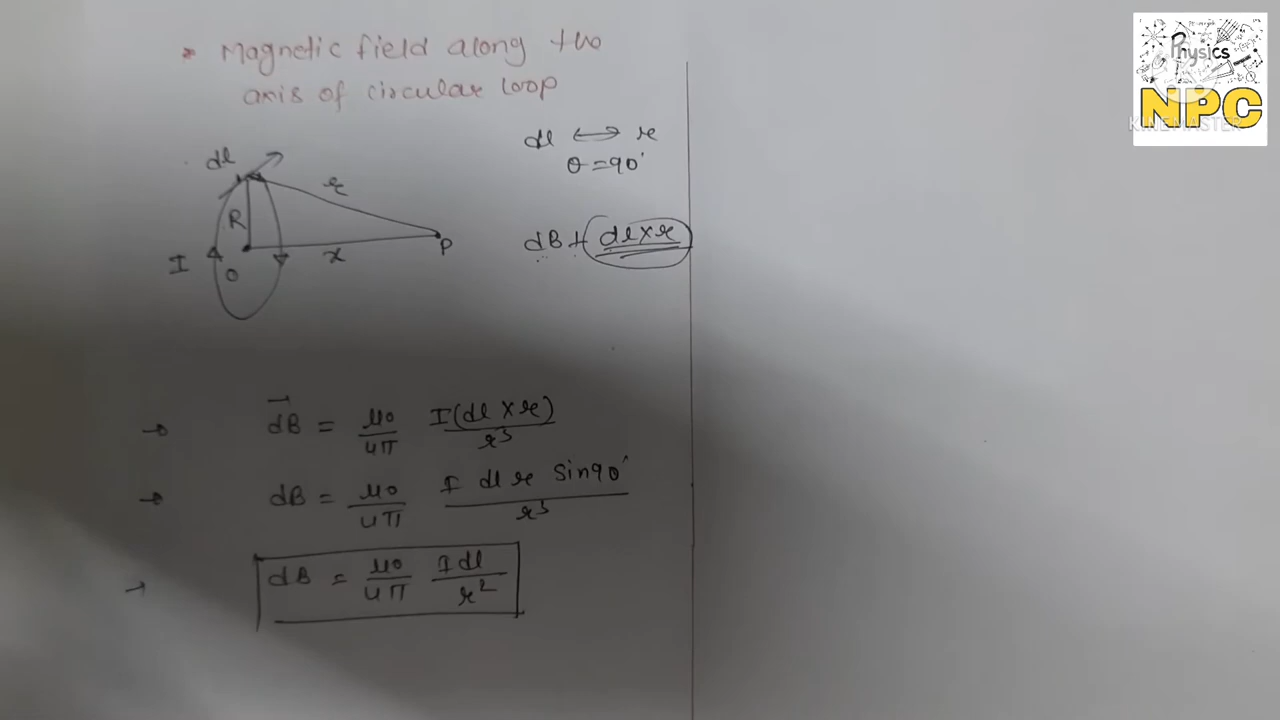 * Magnetic field along the
axis of circular loop
dl
R
r
I
O
x
P
dl ⟷ r
θ = 90°
dB + (dl × r)
→ d⃗B = μ0/4π I(dl × r)/r³
→ dB = μ0/4π I dl r Sin90°/r³
→ dB = μ0/4π I dl/r²
Physics
NPC
KINEMASTER